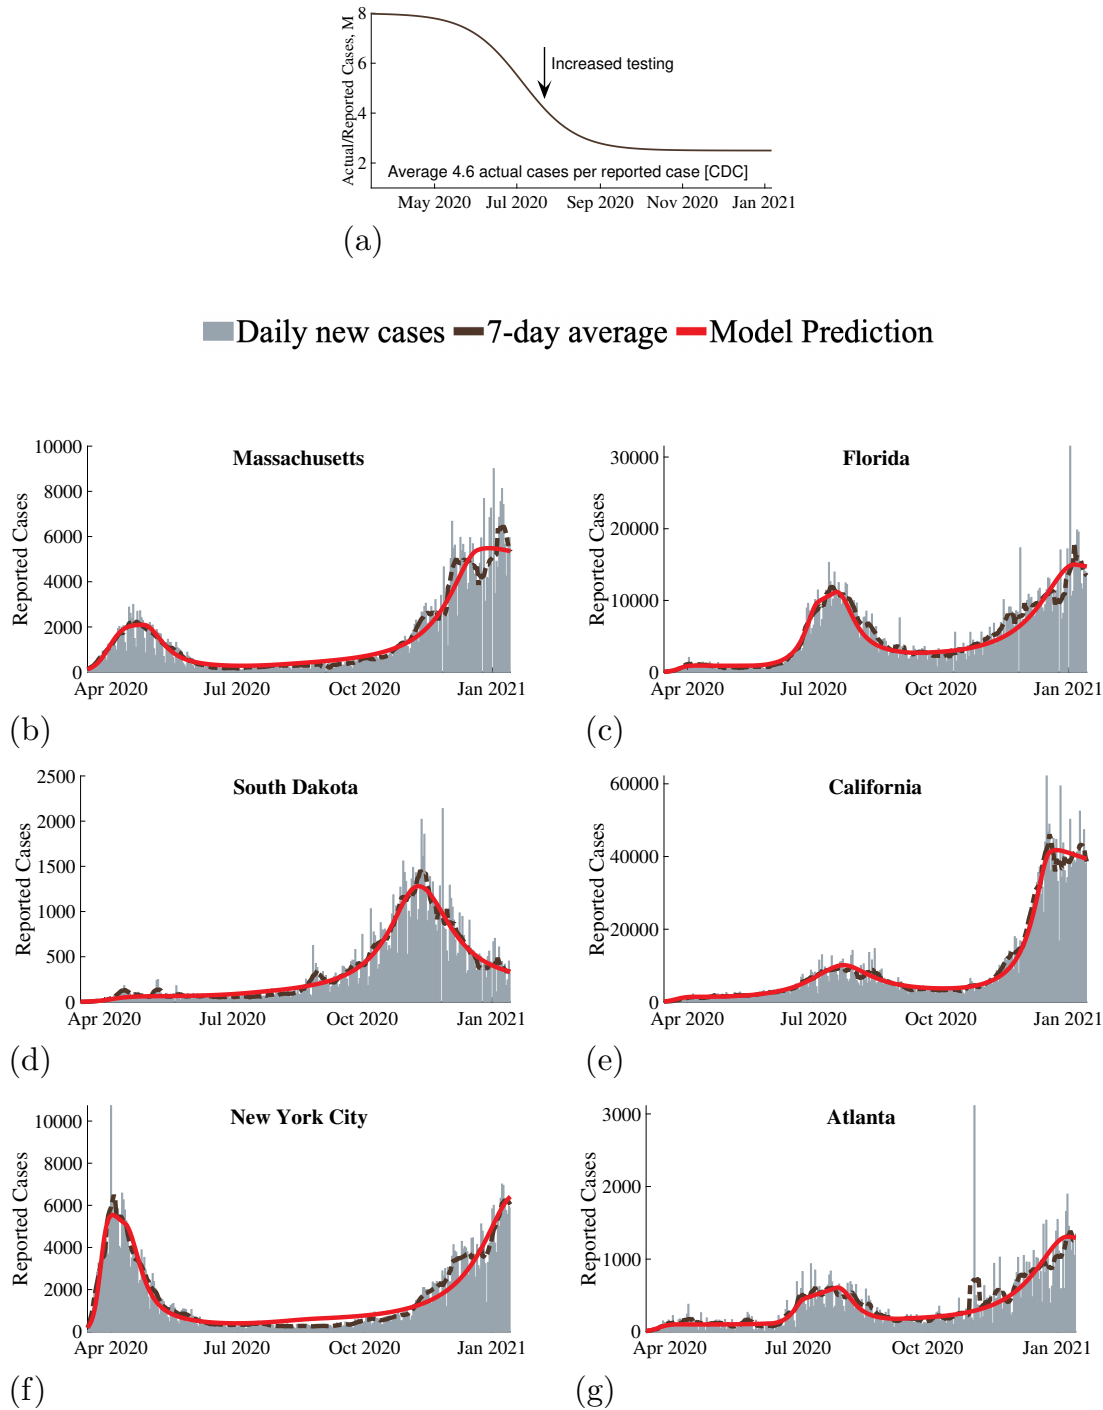 Actual/Reported Cases, M
8
6
4
2
Increased testing
Average 4.6 actual cases per reported case [CDC]
May 2020 Jul 2020 Sep 2020 Nov 2020 Jan 2021
(a)
Daily new cases 7-day average Model Prediction
Massachusetts
Reported Cases
10000
8000
6000
4000
2000
0
Apr 2020 Jul 2020 Oct 2020 Jan 2021
(b)
Florida
Reported Cases
30000
20000
10000
0
Apr 2020 Jul 2020 Oct 2020 Jan 2021
(c)
South Dakota
Reported Cases
2500
2000
1500
1000
500
0
Apr 2020 Jul 2020 Oct 2020 Jan 2021
(d)
California
Reported Cases
60000
40000
20000
0
Apr 2020 Jul 2020 Oct 2020 Jan 2021
(e)
New York City
Reported Cases
10000
8000
6000
4000
2000
0
Apr 2020 Jul 2020 Oct 2020 Jan 2021
(f)
Atlanta
Reported Cases
3000
2000
1000
0
Apr 2020 Jul 2020 Oct 2020 Jan 2021
(g)